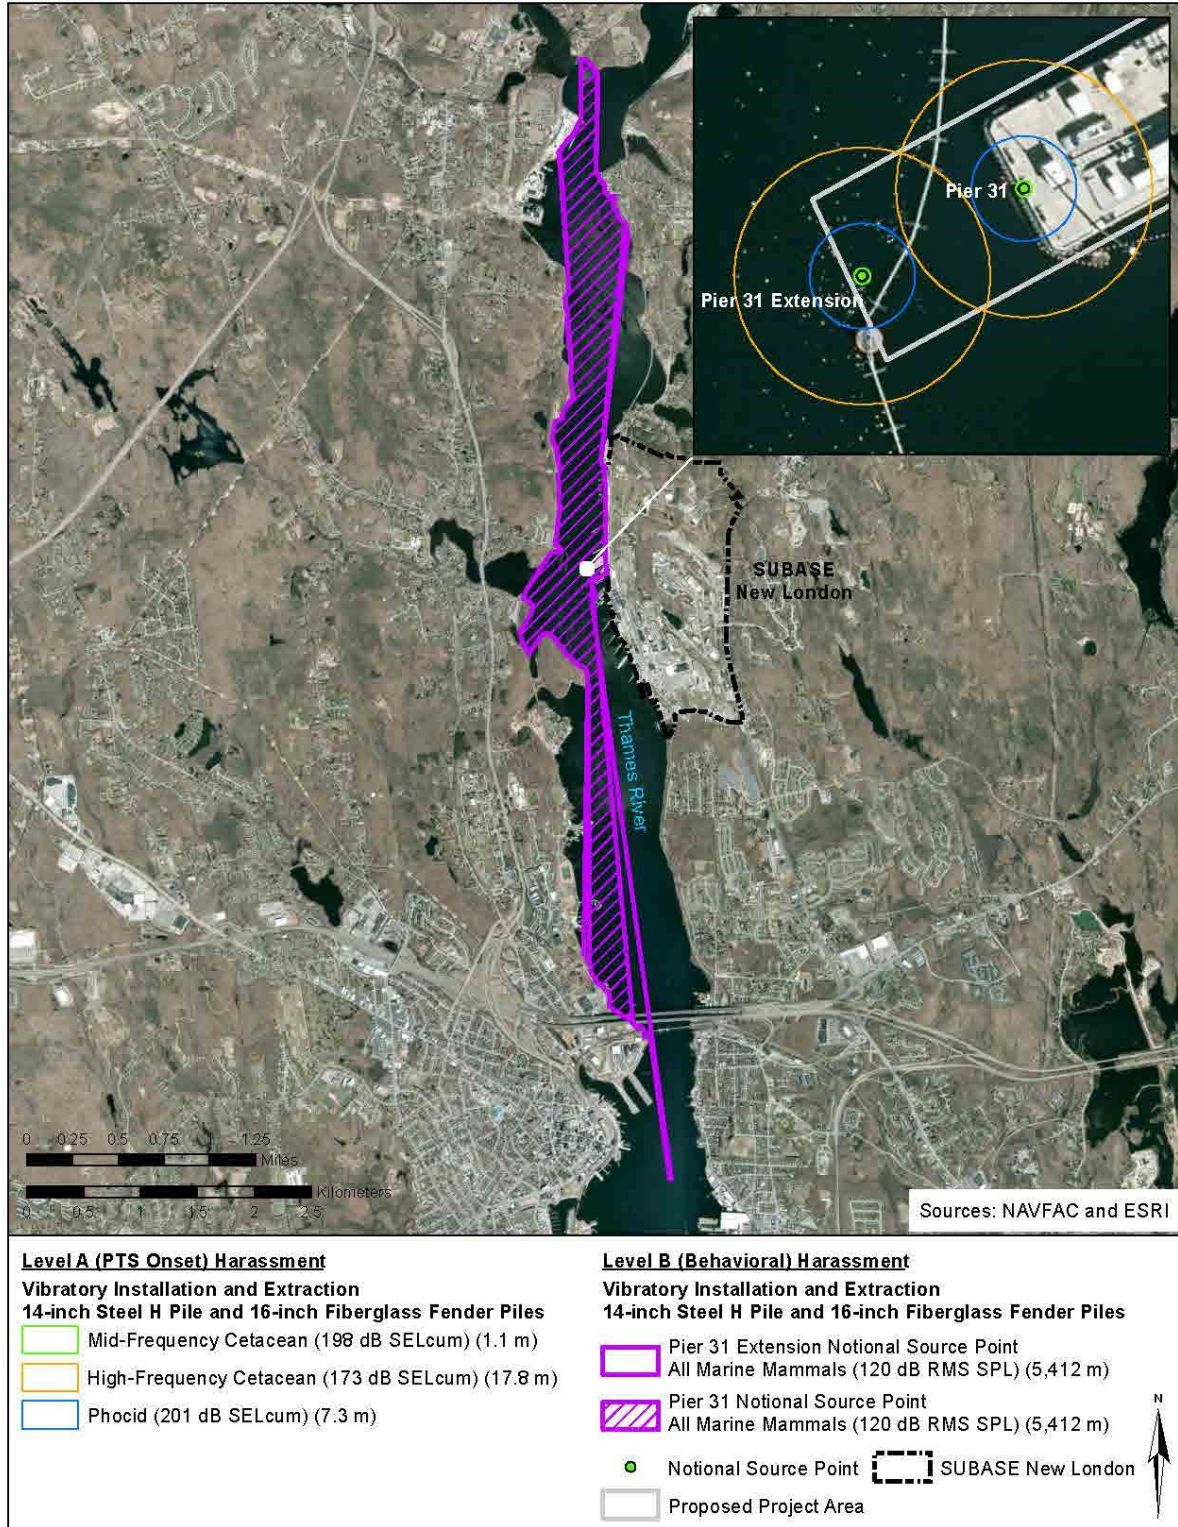 Pier 31
Pier 31 Extension
SUBASE
New London
Thames River
0 0.25 0.5 0.75 1 1.25
Miles
Kilometers
0 0.5 1 1.5 2 2.5
Sources: NAVFAC and ESRI
Level A (PTS Onset) Harassment
Vibratory Installation and Extraction
14-inch Steel H Pile and 16-inch Fiberglass Fender Piles
Mid-Frequency Cetacean (198 dB SELcum) (1.1 m)
High-Frequency Cetacean (173 dB SELcum) (17.8 m)
Phocid (201 dB SELcum) (7.3 m)
Level B (Behavioral) Harassment
Vibratory Installation and Extraction
14-inch Steel H Pile and 16-inch Fiberglass Fender Piles
Pier 31 Extension Notional Source Point
All Marine Mammals (120 dB RMS SPL) (5,412 m)
Pier 31 Notional Source Point
All Marine Mammals (120 dB RMS SPL) (5,412 m)
Notional Source Point
SUBASE New London
Proposed Project Area
N